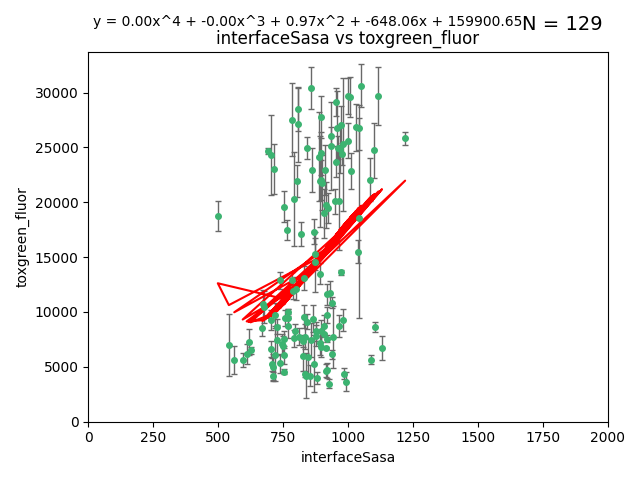 y = 0.00x^4 + -0.00x^3 + 0.97x^2 + -648.06x + 159900.65 N = 129
interfaceSasa vs toxgreen_fluor
toxgreen_fluor
30000
25000
20000
15000
10000
5000
0
0 250 500 750 1000 1250 1500 1750 2000
interfaceSasa